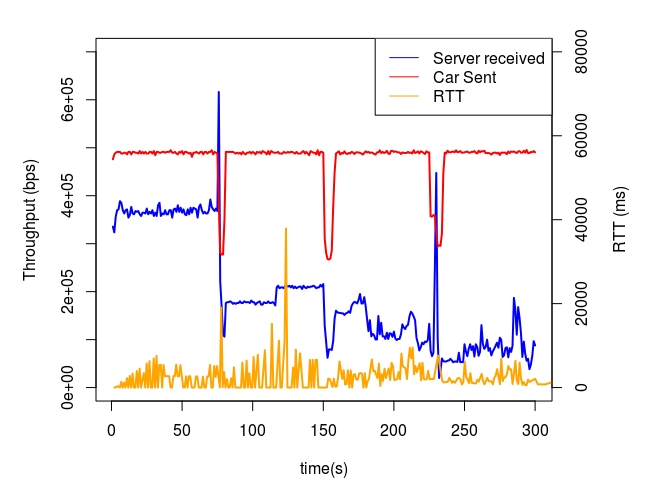 Server received
Car Sent
RTT
Throughput (bps)
0e+00
2e+05
4e+05
6e+05
RTT (ms)
0
20000
40000
60000
80000
0 50 100 150 200 250 300
time(s)